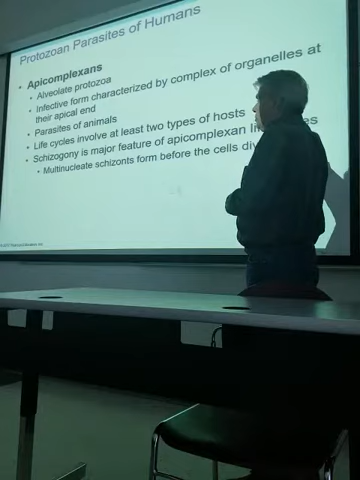 Protozoan Parasites of Humans
• Apicomplexans
• Alveolate protozoa
• Infective form characterized by complex of organelles at
their apical end
• Parasites of animals
• Life cycles involve at least two types of hosts
• Schizogony is major feature of apicomplexan
• Multinucleate schizonts form before the cells